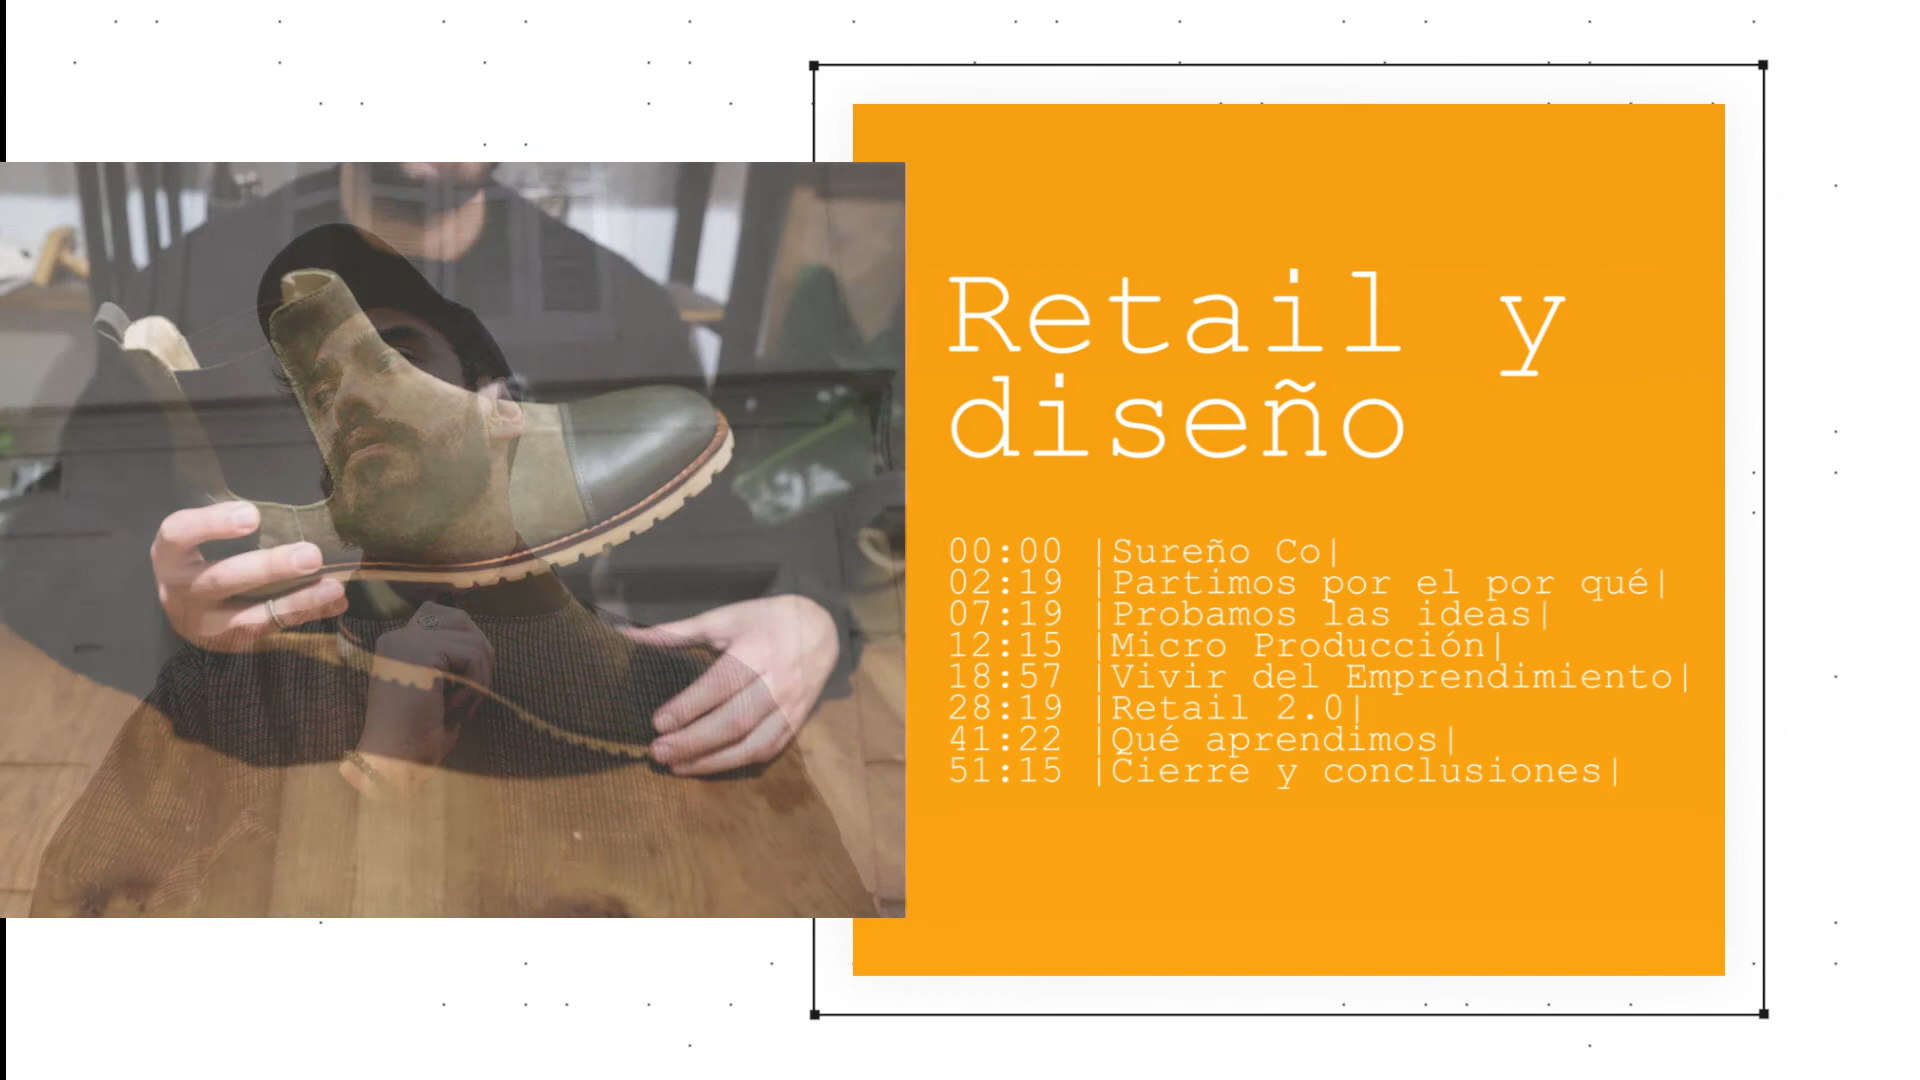 Retail y
diseño
00:00 |Sureño Co|
02:19 |Partimos por el por qué|
07:19 |Probamos las ideas|
12:15 |Micro Producción|
18:57 |Vivir del Emprendimiento|
28:19 |Retail 2.0|
41:22 |Qué aprendimos|
51:15 |Cierre y conclusiones|